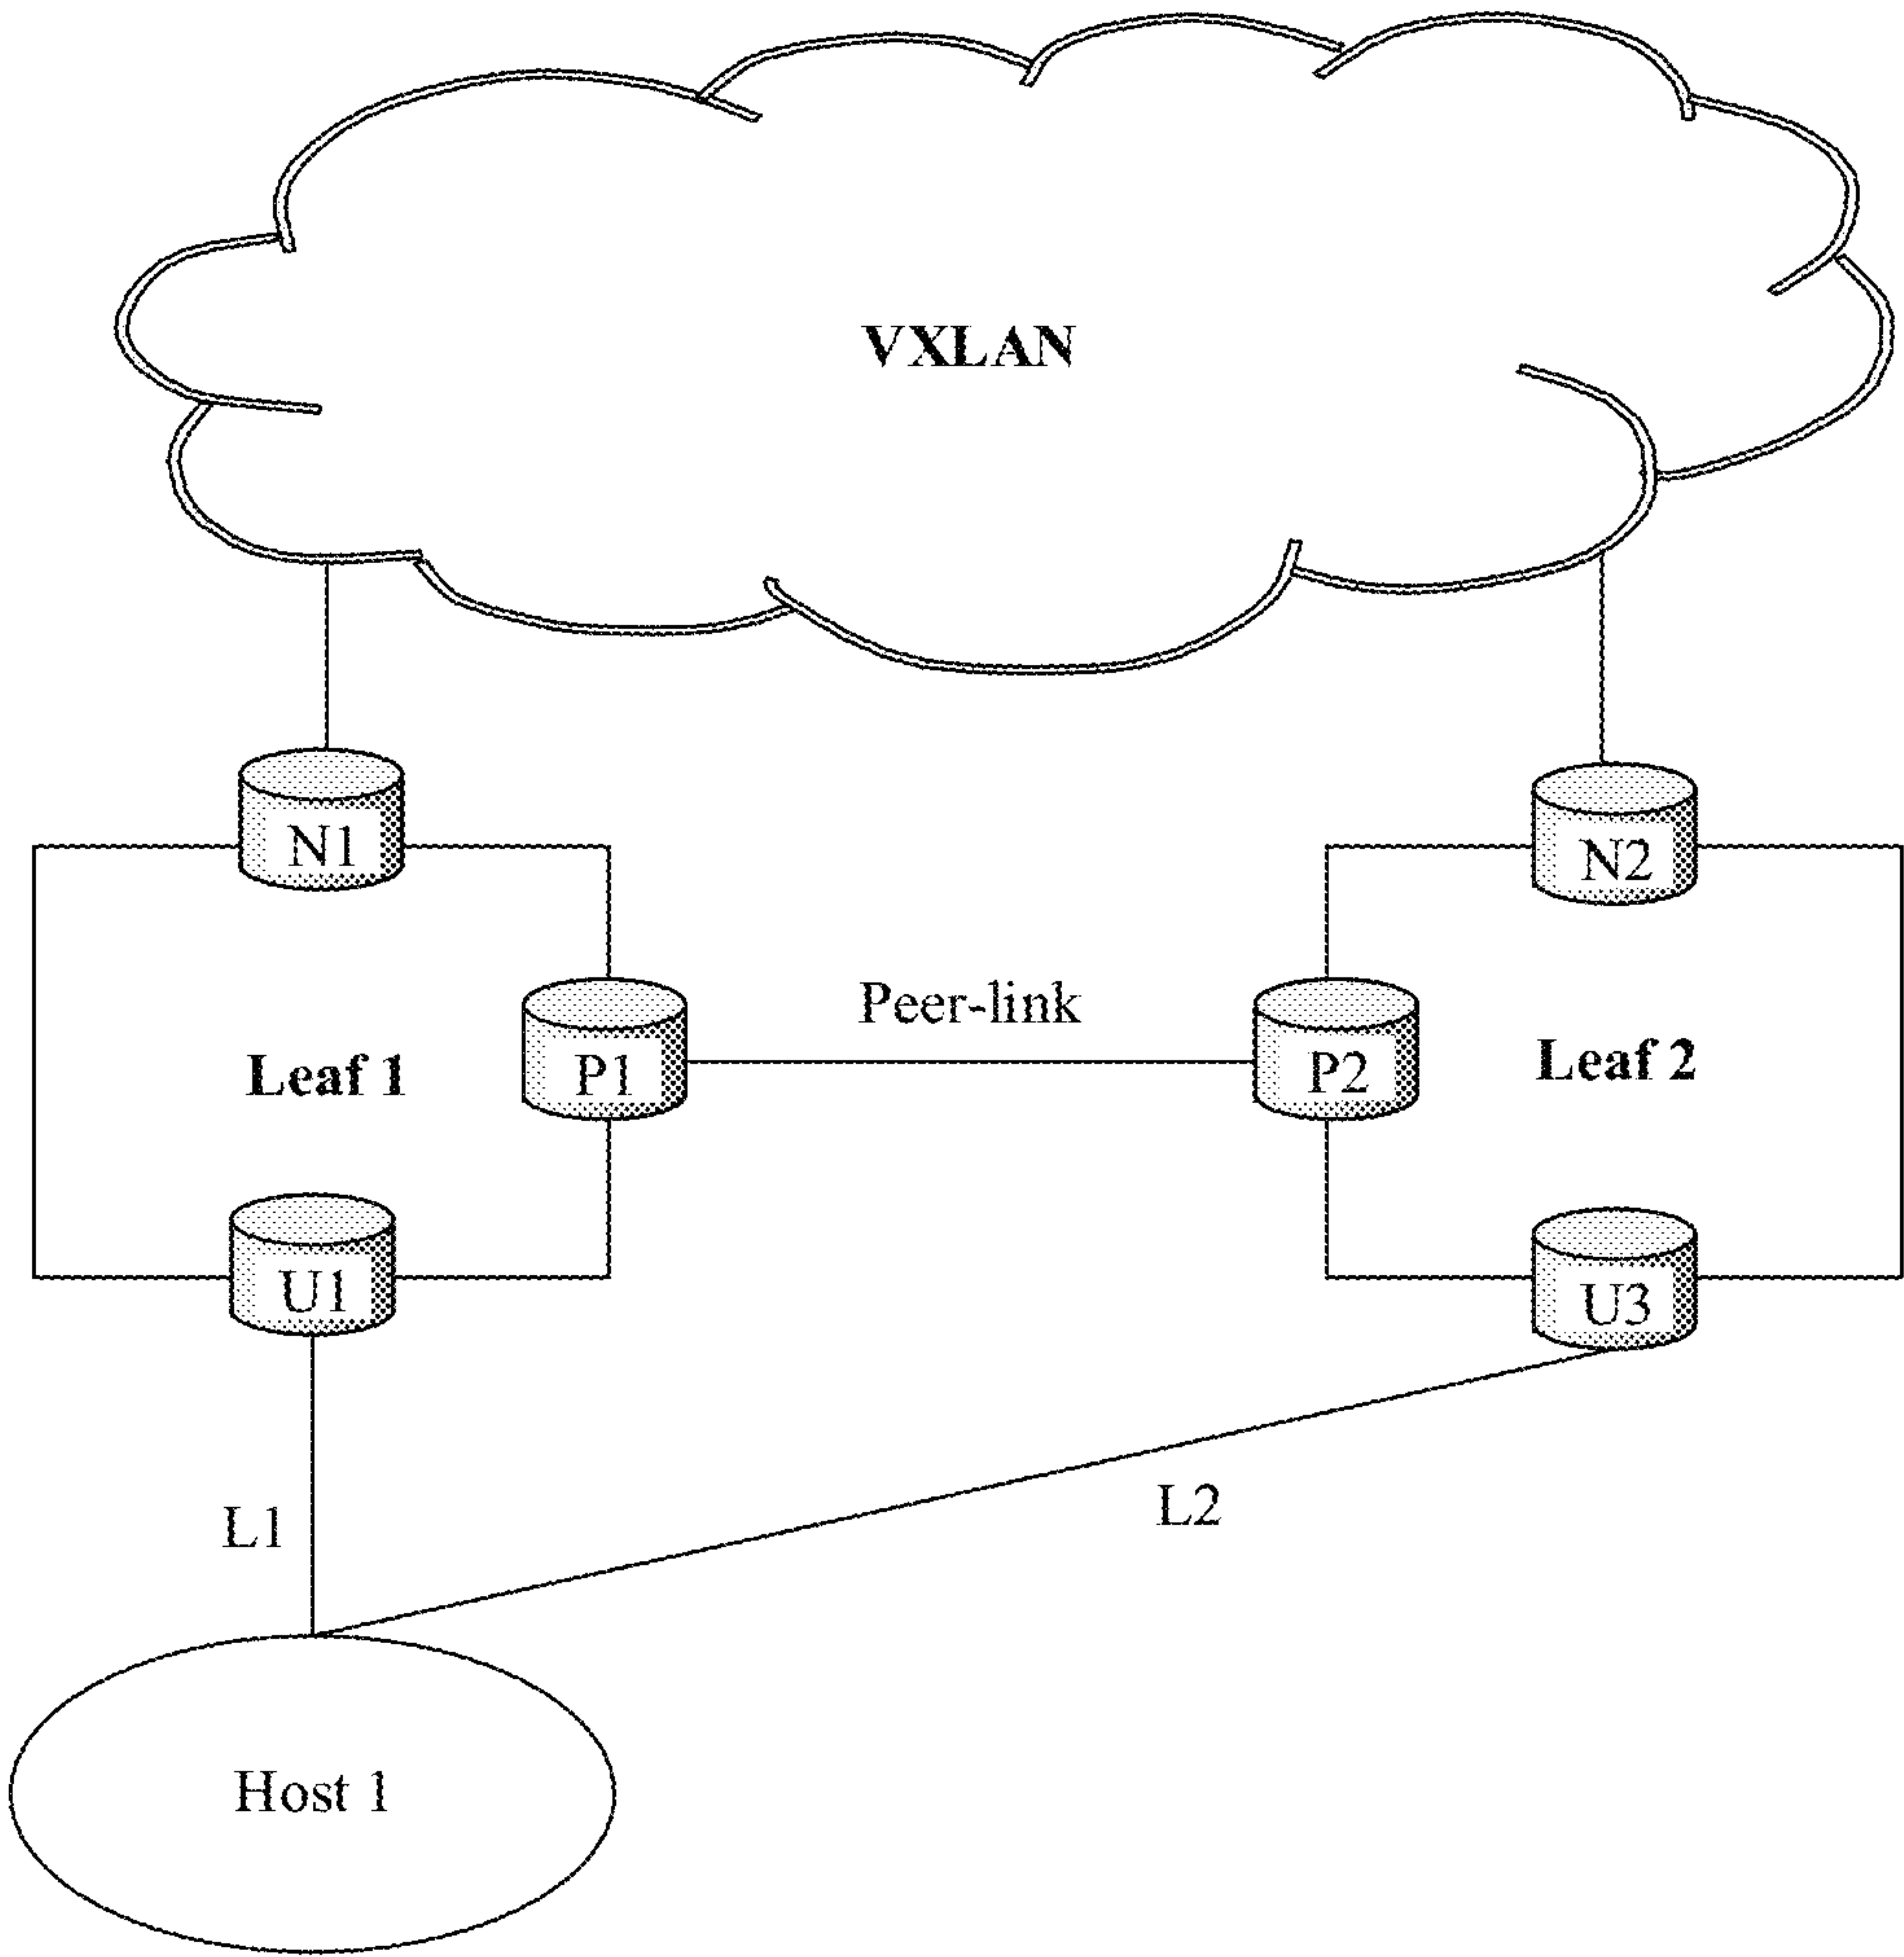 VXLAN
N1
N2
Peer-link
Leaf 1
P1
P2
Leaf 2
U1
U3
L1
L2
Host 1